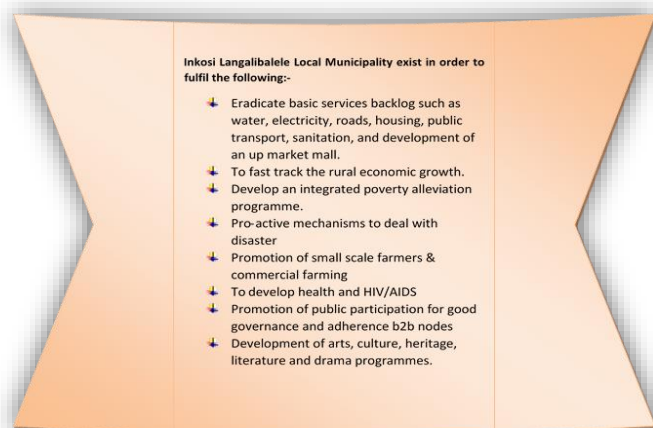 Inkosi Langalibalele Local Municipality exist in order to
fulfil the following:-
Eradicate basic services backlog such as
water, electricity, roads, housing, public
transport, sanitation, and development of
an up market mall.
To fast track the rural economic growth.
Develop an integrated poverty alleviation
programme.
Pro-active mechanisms to deal with
disaster
Promotion of small scale farmers &
commercial farming
To develop health and HIV/AIDS
Promotion of public participation for good
governance and adherence b2b nodes
Development of arts, culture, heritage,
literature and drama programmes.